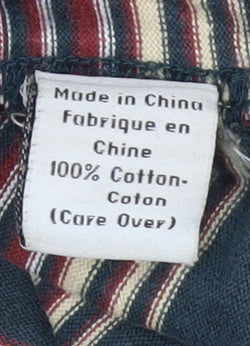 Made in China
Fabrique en
Chine
100% Cotton-
Coton
(Care Over)